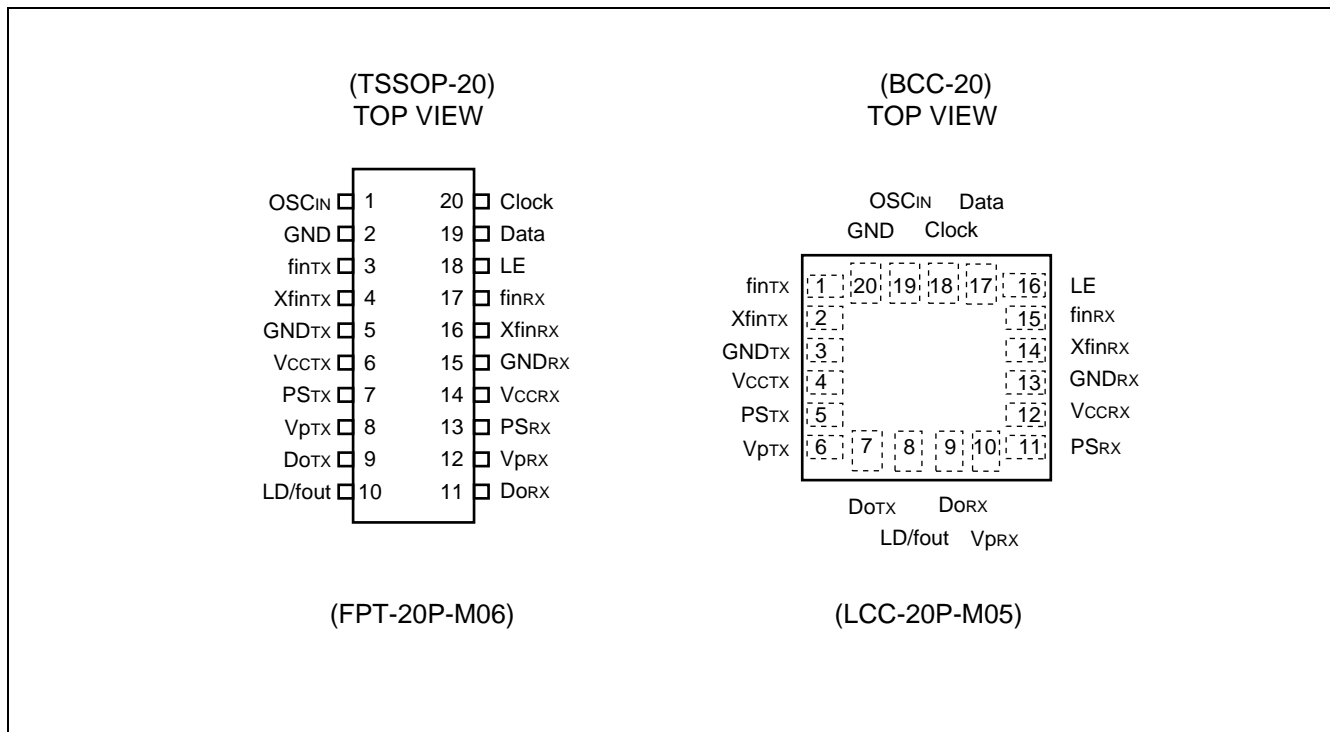 (TSSOP-20)
TOP VIEW
OSCIN 1 20 Clock
GND 2 19 Data
finTX 3 18 LE
XfinTX 4 17 finRX
GNDTX 5 16 XfinRX
VCCTX 6 15 GNDRX
PSTX 7 14 VCCRX
VpTX 8 13 PSRX
DoTX 9 12 VpRX
LD/fout 10 11 DoRX
(FPT-20P-M06)
(BCC-20)
TOP VIEW
OSCIN Data
GND Clock
finTX 1 20 19 18 17 16 LE
XfinTX 2 15 finRX
GNDTX 3 14 XfinRX
VCCTX 4 13 GNDRX
PSTX 5 12 VCCRX
VpTX 6 7 8 9 10 11 PSRX
DoTX DoRX
LD/fout VpRX
(LCC-20P-M05)